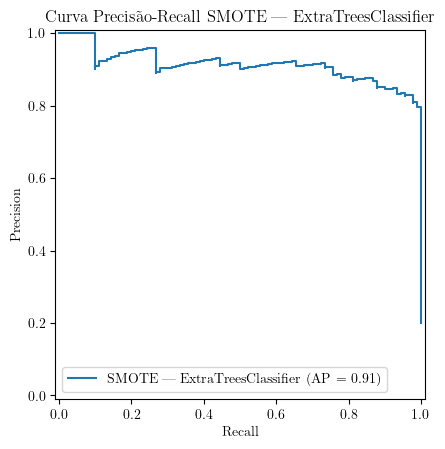 Curva Precisão-Recall SMOTE — ExtraTreesClassifier
1.0
0.8
0.6
0.4
0.2
0.0
Precision
SMOTE — ExtraTreesClassifier (AP = 0.91)
0.0 0.2 0.4 0.6 0.8 1.0
Recall